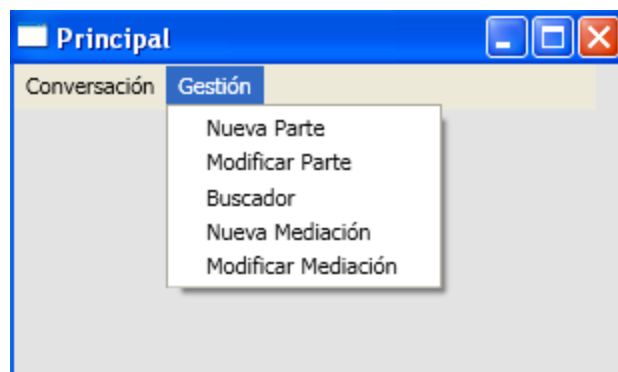 Principal
Conversación Gestión
Nueva Parte
Modificar Parte
Buscador
Nueva Mediación
Modificar Mediación